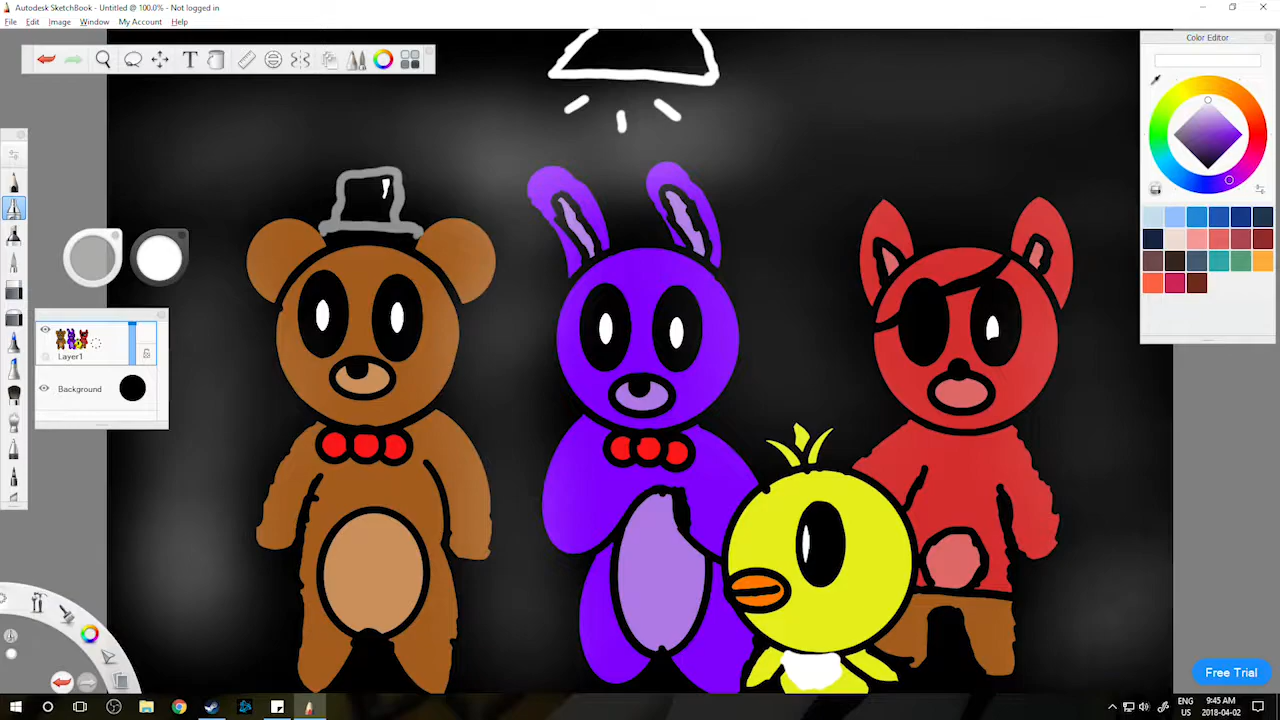 Autodesk SketchBook - Untitled @ 100.0% - Not logged in
File Edit Image Window My Account Help
T
Color Editor
Layer1
Background
Free Trial
ENG 9:45 AM
US 2018-04-02